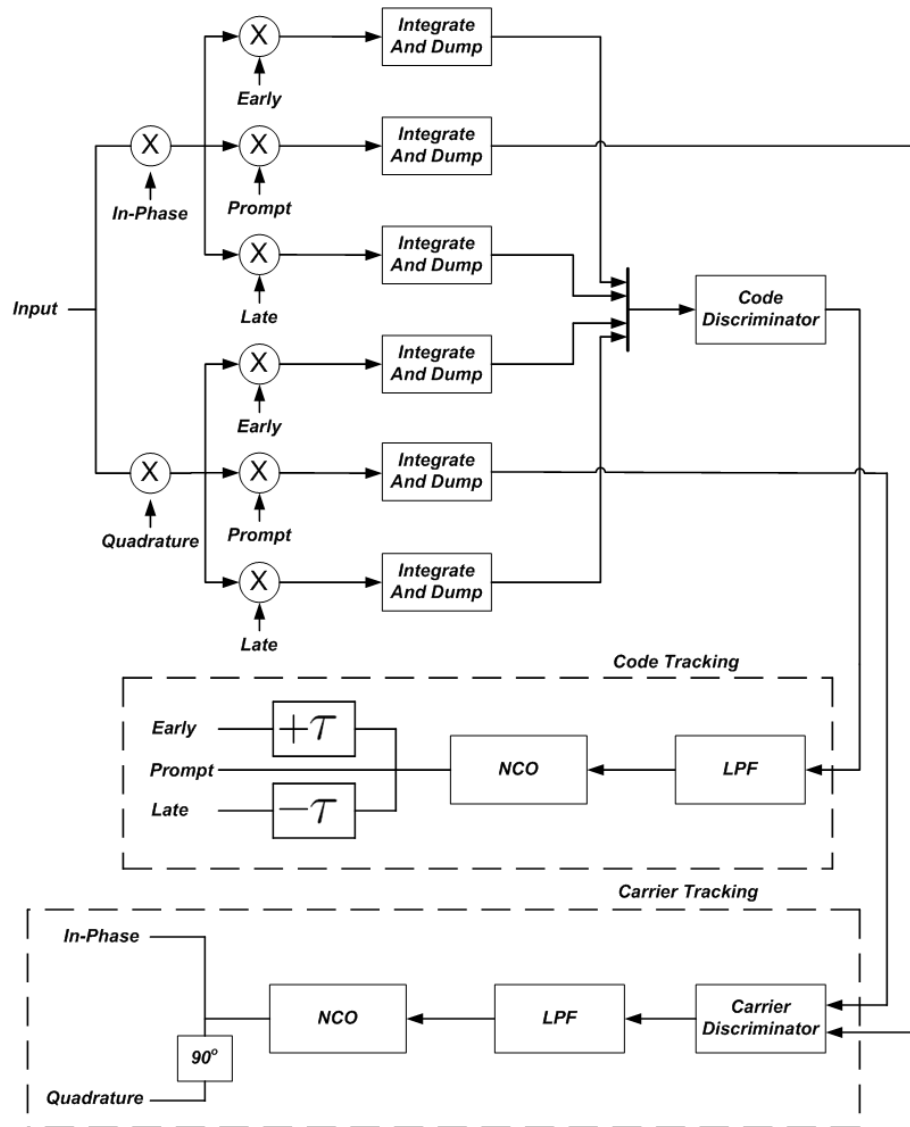 Integrate
And Dump
X
Early
Integrate
And Dump
X
X
In-Phase
Prompt
Integrate
And Dump
X
Late
Input
Code
Discriminator
Integrate
And Dump
X
Early
Integrate
And Dump
X
X
Quadrature
Prompt
Integrate
And Dump
X
Late
Code Tracking
Early
+τ
Prompt
NCO
LPF
Late
−τ
Carrier Tracking
In-Phase
NCO
LPF
Carrier
Discriminator
90°
Quadrature